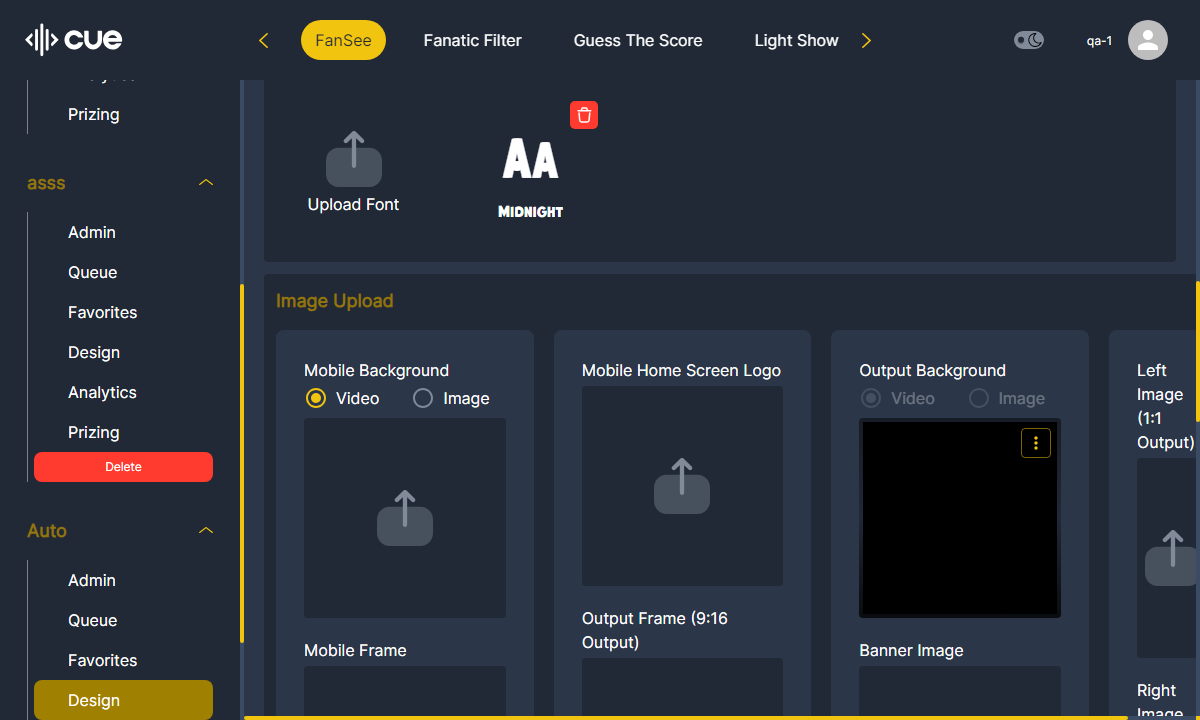 cue
FanSee
Fanatic Filter
Guess The Score
Light Show
qa-1
Prizing
asss
Admin
Queue
Favorites
Design
Analytics
Prizing
Delete
Auto
Admin
Queue
Favorites
Design
Upload Font
AA
MIDNIGHT
Image Upload
Mobile Background
Video
Image
Mobile Frame
Mobile Home Screen Logo
Output Frame (9:16
Output)
Output Background
Video
Image
Banner Image
Left
Image
(1:1
Output)
Right
Image